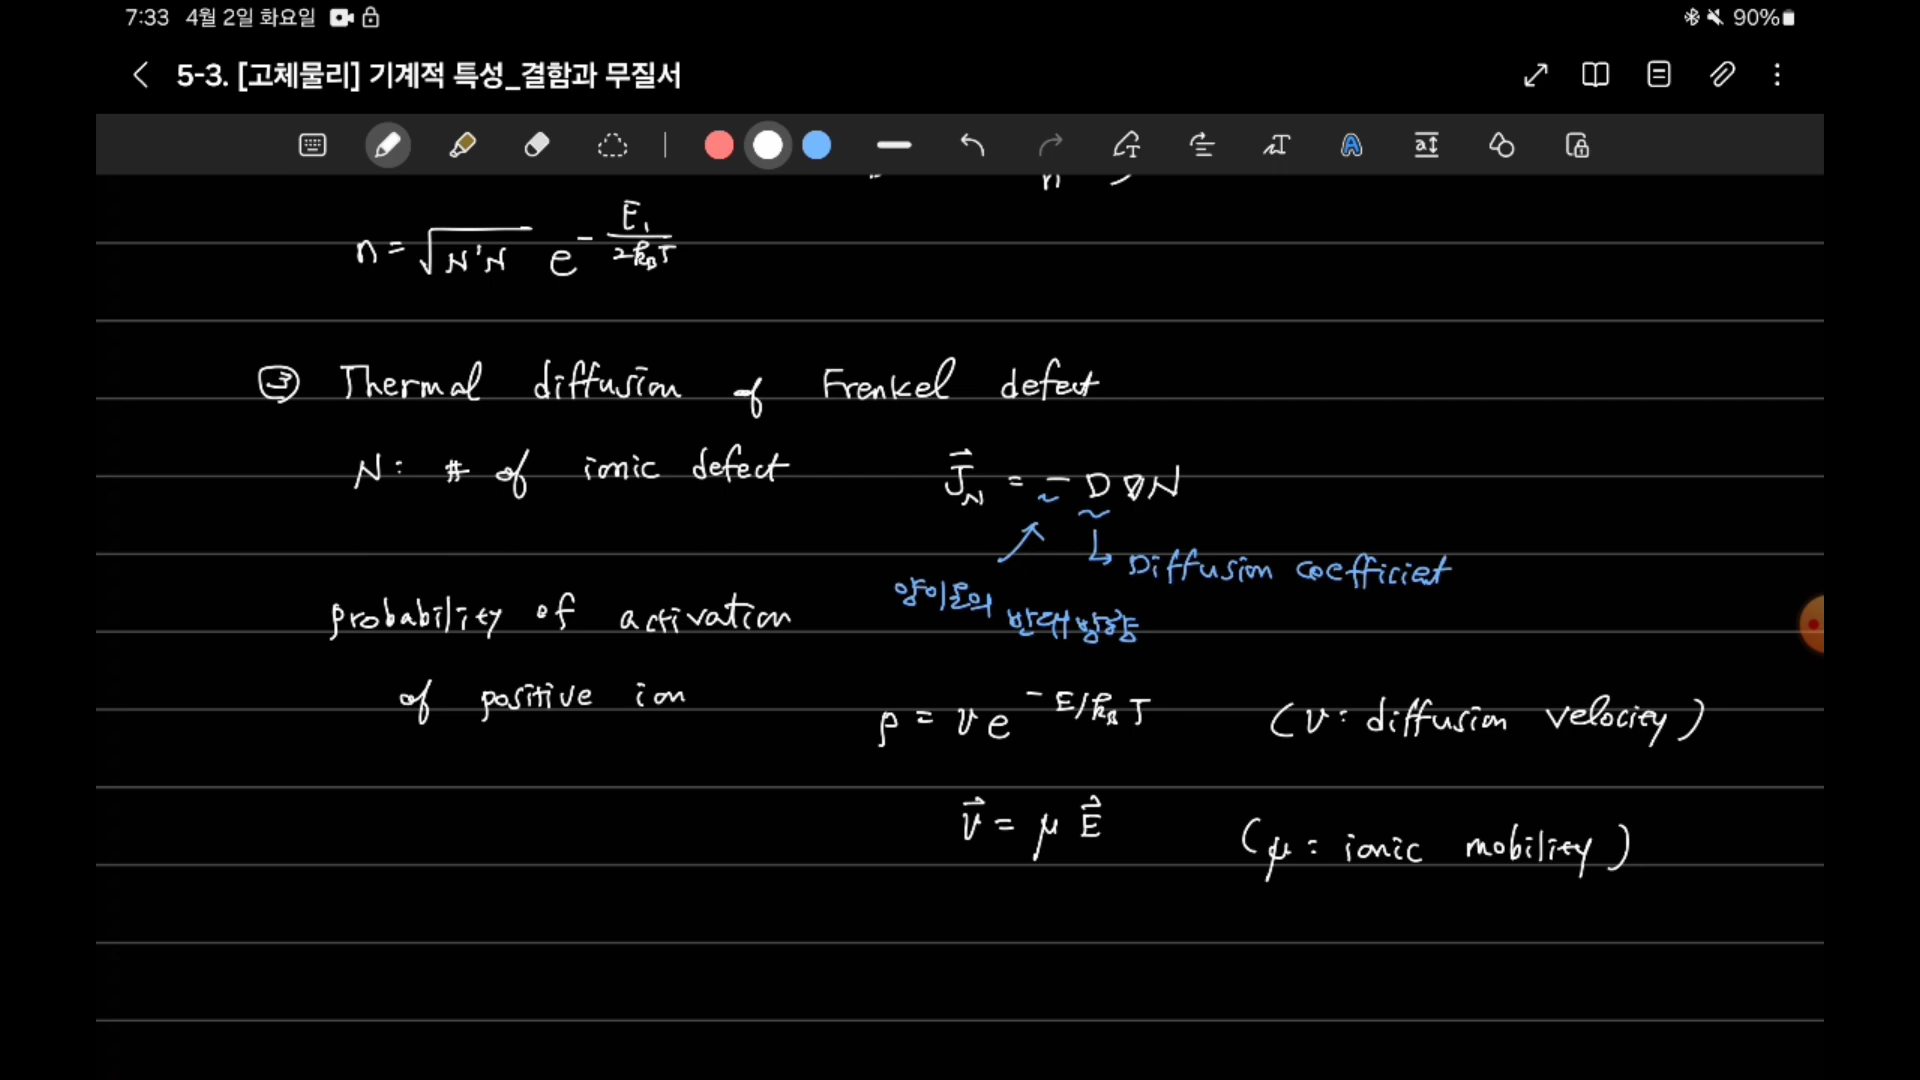 7:33 4월 2일 화요일 90%
5-3. [고체물리] 기계적 특성_결함과 무질서
n = √N'N e^-E₁/2k_BT
③ Thermal diffusion of Frenkel defect
N: # of ionic defect
J⃗_N = - D ∇N
Diffusion coefficient
양이온의 반대방향
probability of activation
of positive ion
p = ν e^-E/k_BT (ν: diffusion velocity)
v⃗ = μ E⃗ (μ: ionic mobility)